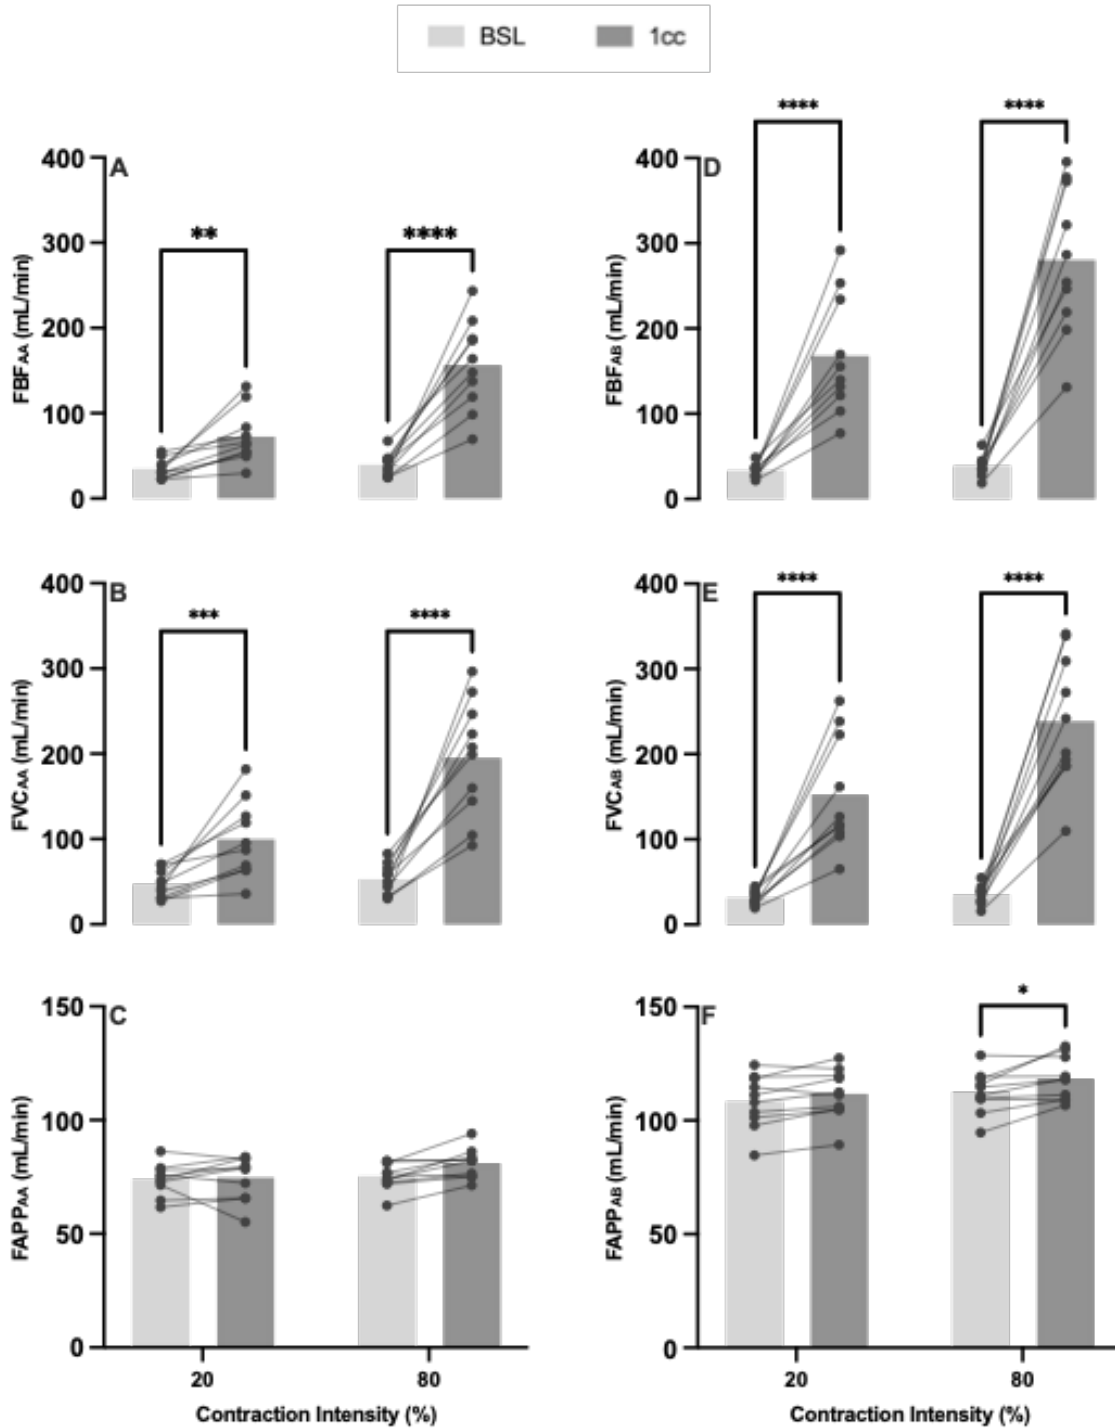 BSL 1cc
A
400
300
200
100
0
FBFAA (mL/min)
**
****
D
400
300
200
100
0
FBFAB (mL/min)
****
****
B
400
300
200
100
0
FVCAA (mL/min)
***
****
E
400
300
200
100
0
FVCAB (mL/min)
****
****
C
150
100
50
0
FAPPAA (mL/min)
20 80
Contraction Intensity (%)
F
150
100
50
0
FAPPAB (mL/min)
*
20 80
Contraction Intensity (%)